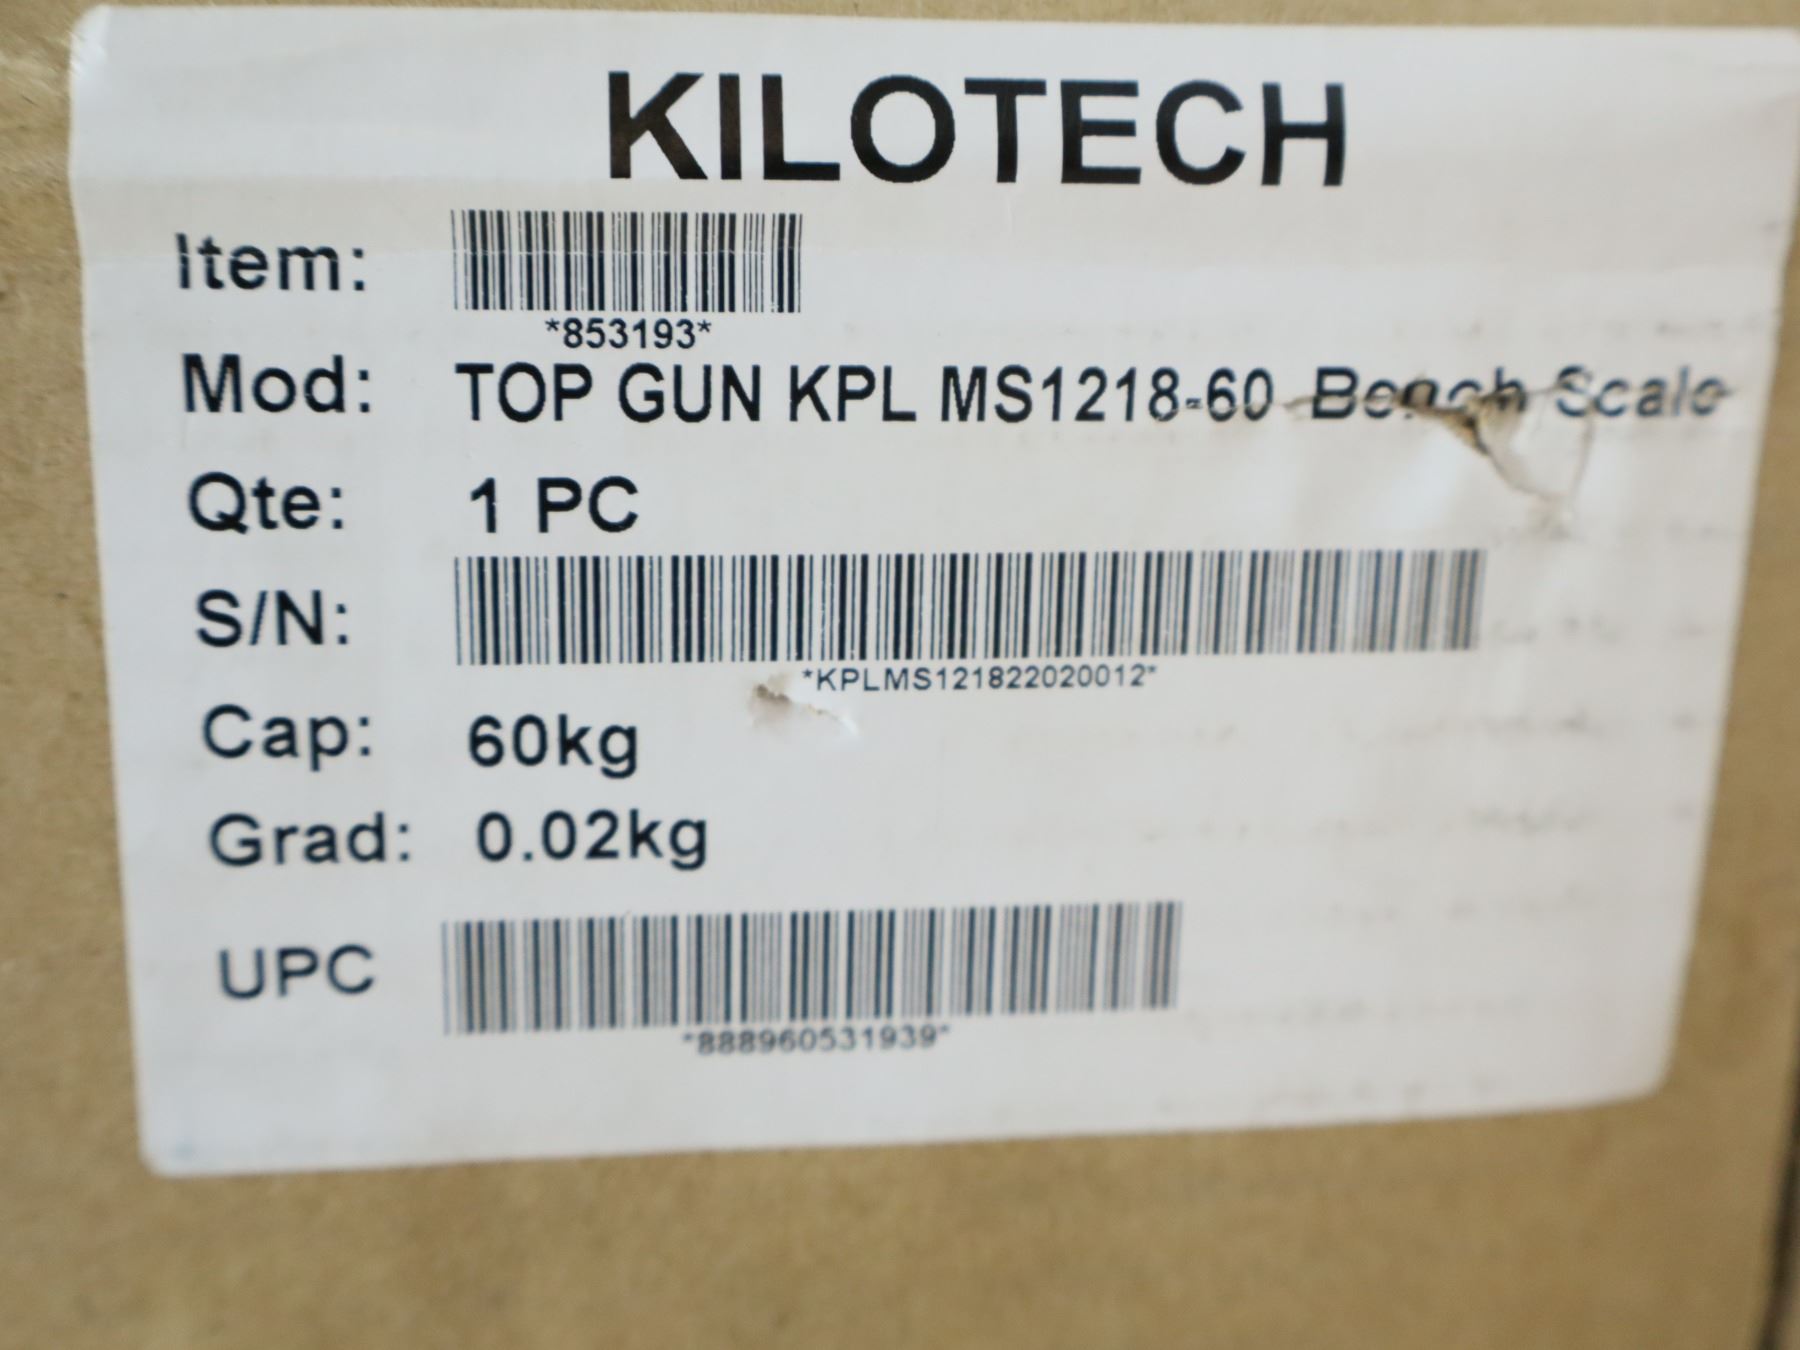 KILOTECH
Item:
*853193*
Mod: TOP GUN KPL MS1218-60 Bench Scale
Qte: 1 PC
S/N:
*KPLMS121822020012*
Cap: 60kg
Grad: 0.02kg
UPC
*888960531939*